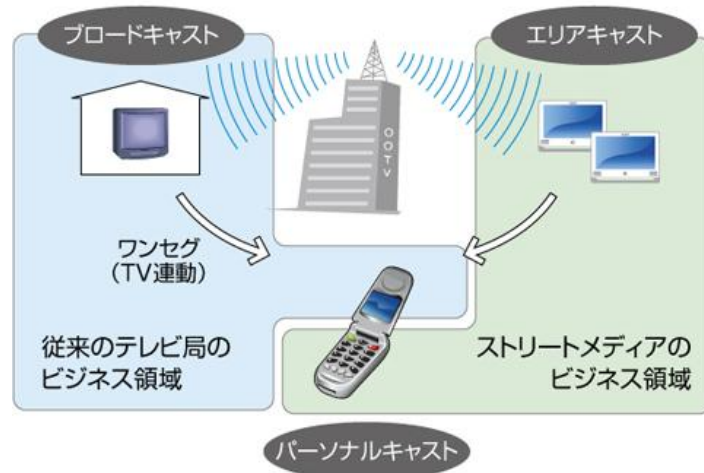 ブロードキャスト
エリアキャスト
OOTV
ワンセグ
(TV連動)
従来のテレビ局の
ビジネス領域
ストリートメディアの
ビジネス領域
パーソナルキャスト